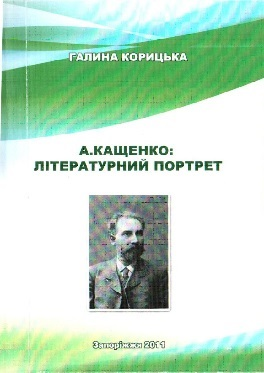 ГАЛИНА КОРИЦЬКА
А.КАЩЕНКО:
ЛІТЕРАТУРНИЙ ПОРТРЕТ
Запоріжжя 2011